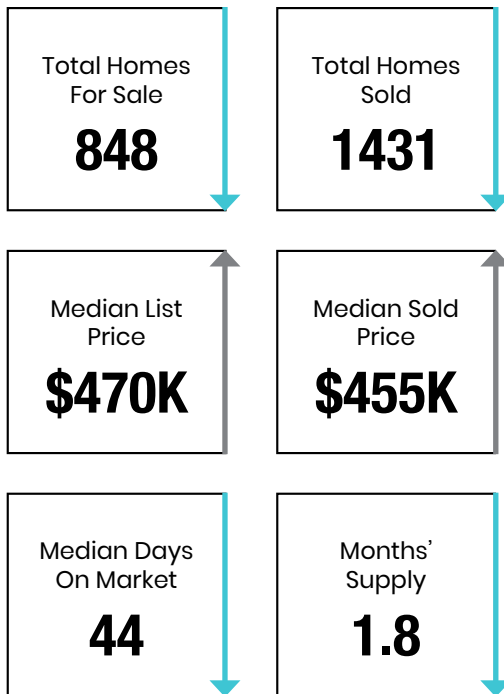 Total Homes
For Sale
848
Total Homes
Sold
1431
Median List
Price
$470K
Median Sold
Price
$455K
Median Days
On Market
44
Months’
Supply
1.8